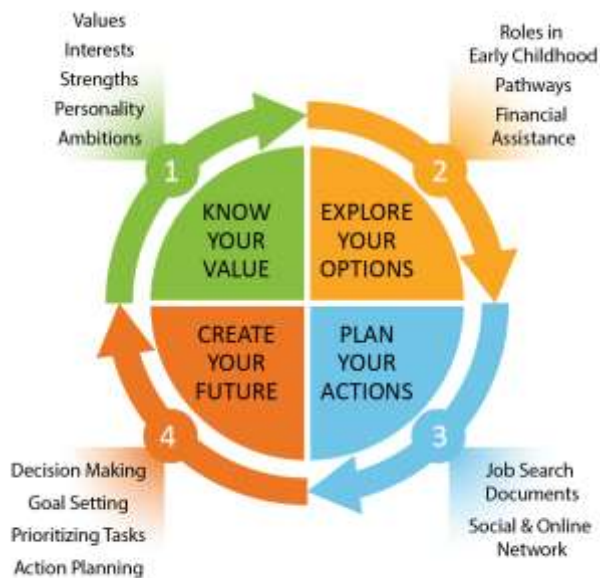 Values
Interests
Strengths
Personality
Ambitions
1
KNOW
YOUR
VALUE
Roles in
Early Childhood
Pathways
Financial
Assistance
2
EXPLORE
YOUR
OPTIONS
PLAN
YOUR
ACTIONS
3
Job Search
Documents
Social & Online
Network
CREATE
YOUR
FUTURE
4
Decision Making
Goal Setting
Prioritizing Tasks
Action Planning